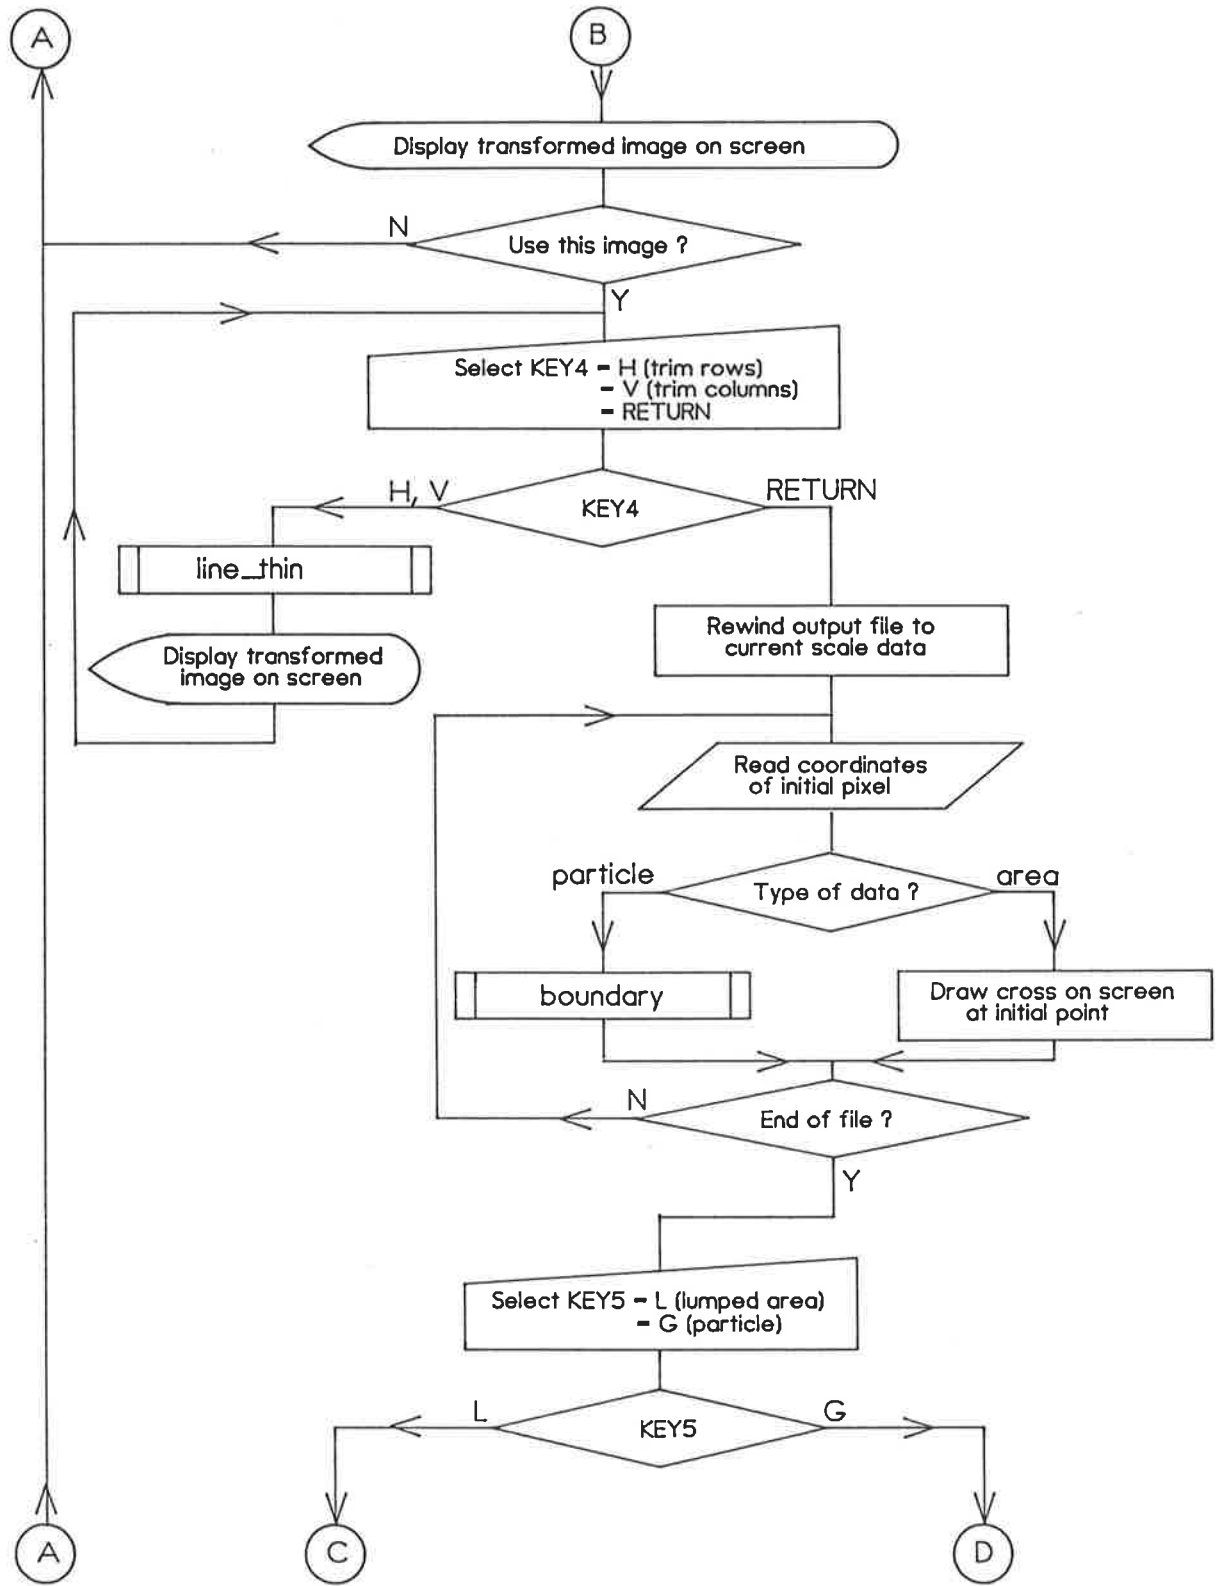 A
B
Display transformed image on screen
N
Use this image ?
Y
Select KEY4 - H (trim rows)
- V (trim columns)
- RETURN
H, V
RETURN
KEY4
line_thin
Rewind output file to
current scale data
Display transformed
image on screen
Read coordinates
of initial pixel
particle
area
Type of data ?
boundary
Draw cross on screen
at initial point
N
End of file ?
Y
Select KEY5 - L (lumped area)
- G (particle)
L
G
KEY5
A
C
D